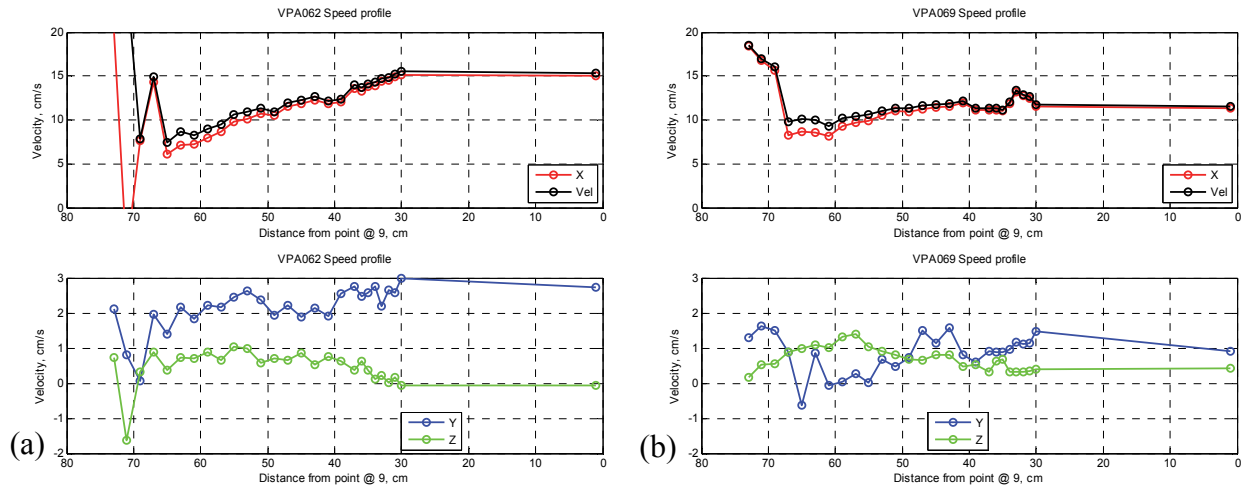 VPA062 Speed profile
20
15
10
5
0
Velocity, cm/s
X
Vel
80 70 60 50 40 30 20 10 0
Distance from point @ 9, cm
VPA062 Speed profile
3
2
1
0
-1
-2
Velocity, cm/s
Y
Z
80 70 60 50 40 30 20 10 0
Distance from point @ 9, cm
(a)
VPA069 Speed profile
20
15
10
5
0
Velocity, cm/s
X
Vel
80 70 60 50 40 30 20 10 0
Distance from point @ 9, cm
VPA069 Speed profile
3
2
1
0
-1
-2
Velocity, cm/s
Y
Z
80 70 60 50 40 30 20 10 0
Distance from point @ 9, cm
(b)